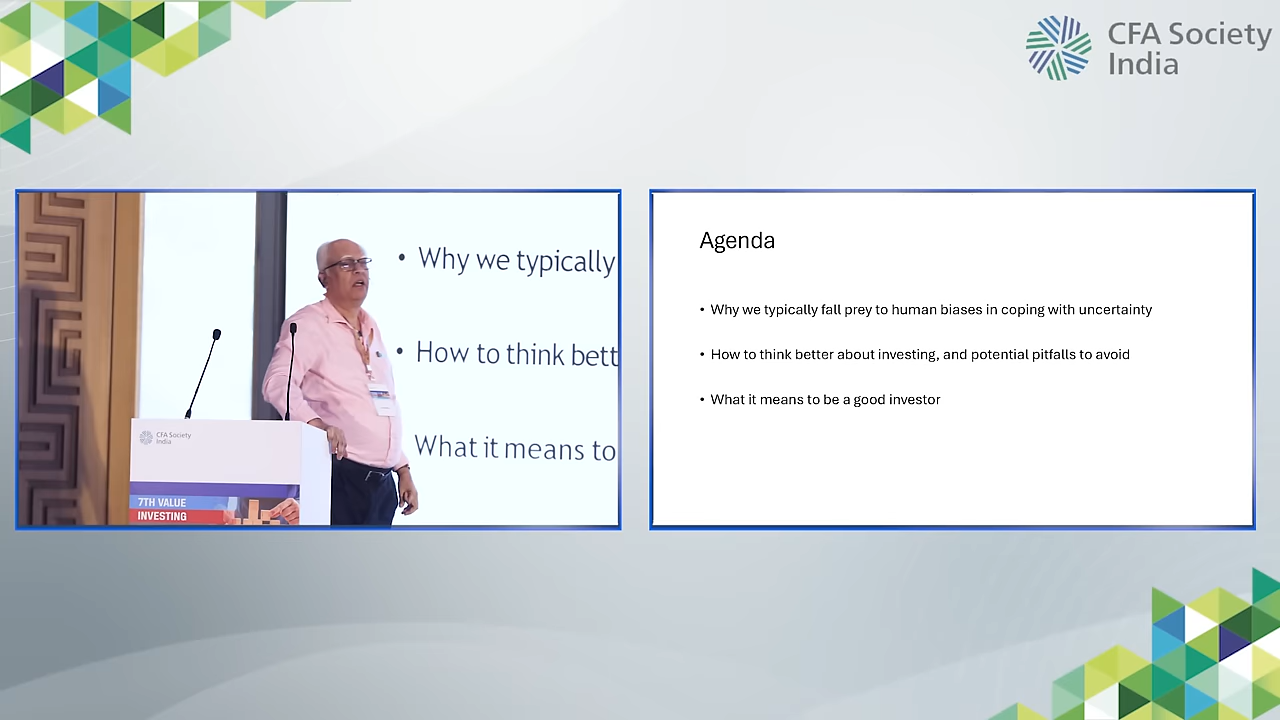 CFA Society
India
• Why we typically
• How to think bett
What it means to
CFA Society
India
7TH VALUE
INVESTING
Agenda
• Why we typically fall prey to human biases in coping with uncertainty
• How to think better about investing, and potential pitfalls to avoid
• What it means to be a good investor